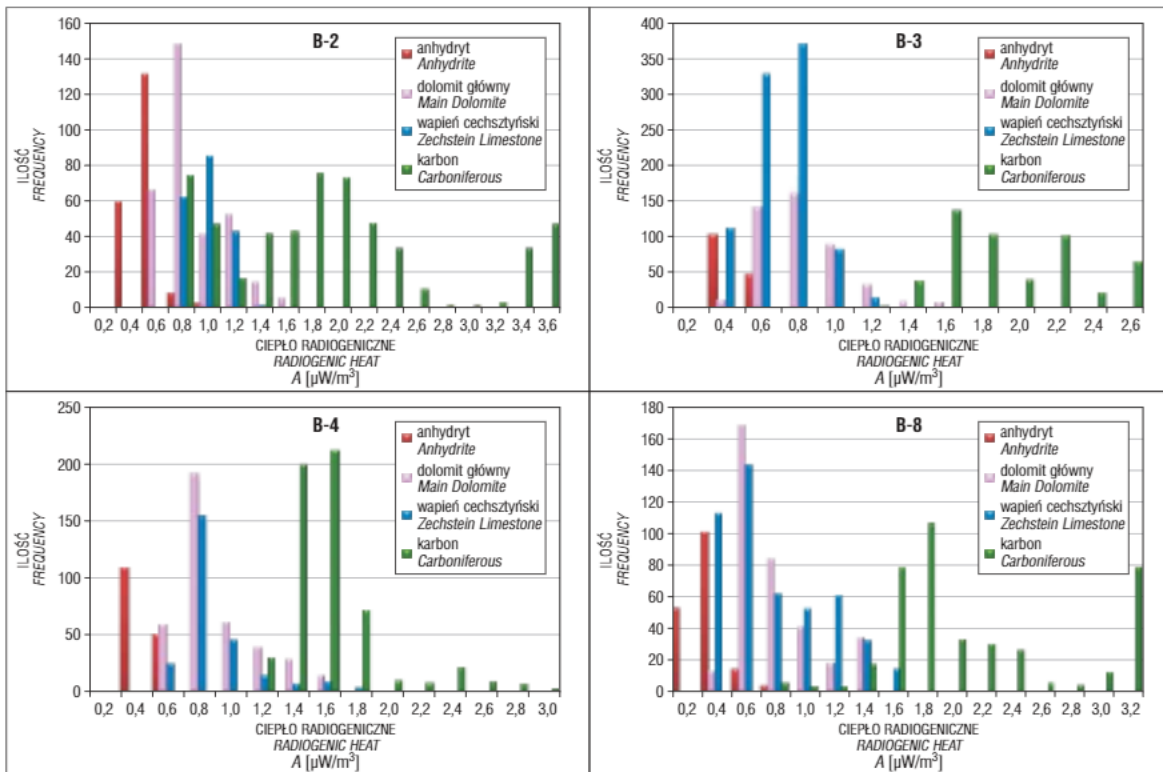 B-2
160
140
120
100
80
60
40
20
0
ILOŚĆ
FREQUENCY
anhydryt
Anhydrite
dolomit główny
Main Dolomite
wapień cechsztyński
Zechstein Limestone
karbon
Carboniferous
0,2 0,4 0,6 0,8 1,0 1,2 1,4 1,6 1,8 2,0 2,2 2,4 2,6 2,8 3,0 3,2 3,4 3,6
CIEPŁO RADIOGENICZNE
RADIOGENIC HEAT
A [µW/m³]
B-3
400
350
300
250
200
150
100
50
0
ILOŚĆ
FREQUENCY
anhydryt
Anhydrite
dolomit główny
Main Dolomite
wapień cechsztyński
Zechstein Limestone
karbon
Carboniferous
0,2 0,4 0,6 0,8 1,0 1,2 1,4 1,6 1,8 2,0 2,2 2,4 2,6
CIEPŁO RADIOGENICZNE
RADIOGENIC HEAT
A [µW/m³]
B-4
250
200
150
100
50
0
ILOŚĆ
FREQUENCY
anhydryt
Anhydrite
dolomit główny
Main Dolomite
wapień cechsztyński
Zechstein Limestone
karbon
Carboniferous
0,2 0,4 0,6 0,8 1,0 1,2 1,4 1,6 1,8 2,0 2,2 2,4 2,6 2,8 3,0
CIEPŁO RADIOGENICZNE
RADIOGENIC HEAT
A [µW/m³]
B-8
180
160
140
120
100
80
60
40
20
0
ILOŚĆ
FREQUENCY
anhydryt
Anhydrite
dolomit główny
Main Dolomite
wapień cechsztyński
Zechstein Limestone
karbon
Carboniferous
0,2 0,4 0,6 0,8 1,0 1,2 1,4 1,6 1,8 2,0 2,2 2,4 2,6 2,8 3,0 3,2
CIEPŁO RADIOGENICZNE
RADIOGENIC HEAT
A [µW/m³]